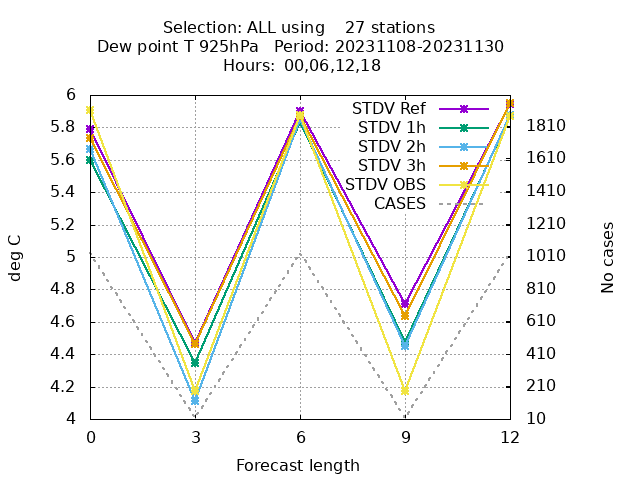 Selection: ALL using    27 stations
Dew point T 925hPa   Period: 20231108-20231130
Hours: 00,06,12,18
STDV Ref
STDV 1h
STDV 2h
STDV 3h
STDV OBS
CASES
6
5.8
5.6
5.4
5.2
5
4.8
4.6
4.4
4.2
4
deg C
1810
1610
1410
1210
1010
810
610
410
210
10
No cases
0 3 6 9 12
Forecast length